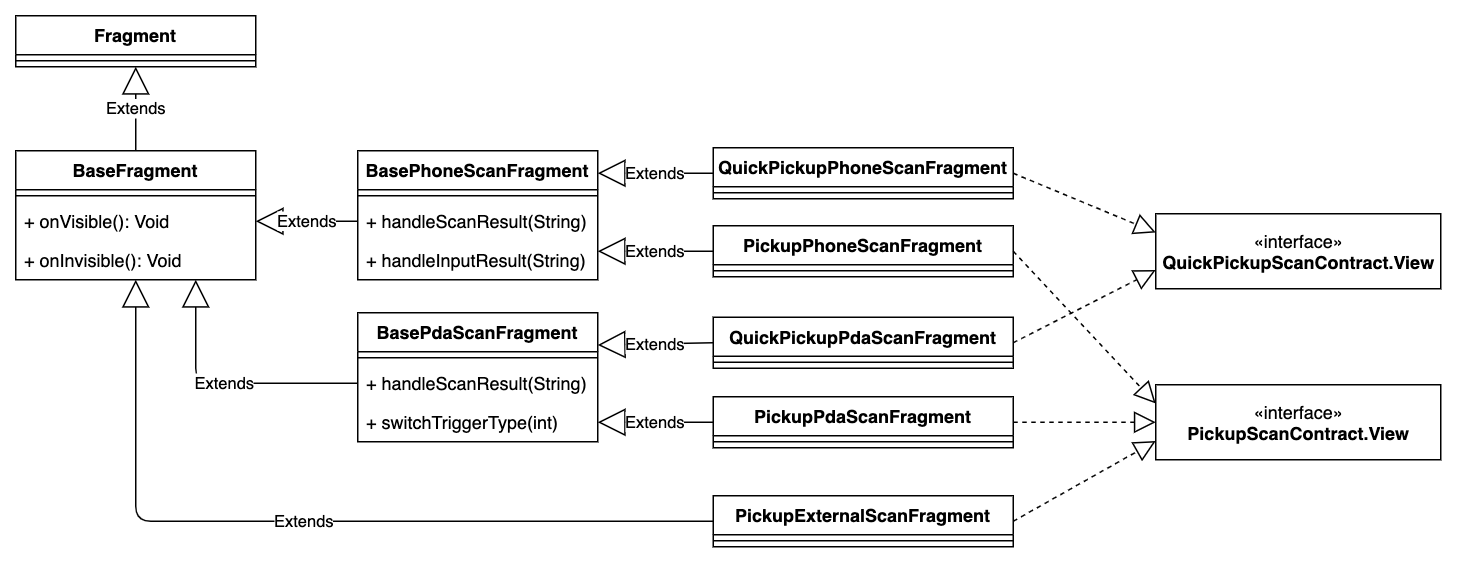 Fragment
Extends
BaseFragment
+ onVisible(): Void
+ onInvisible(): Void
Extends
BasePhoneScanFragment
+ handleScanResult(String)
+ handleInputResult(String)
Extends
QuickPickupPhoneScanFragment
Extends
PickupPhoneScanFragment
«interface»
QuickPickupScanContract.View
Extends
BasePdaScanFragment
+ handleScanResult(String)
+ switchTriggerType(int)
Extends
QuickPickupPdaScanFragment
Extends
PickupPdaScanFragment
«interface»
PickupScanContract.View
Extends
PickupExternalScanFragment